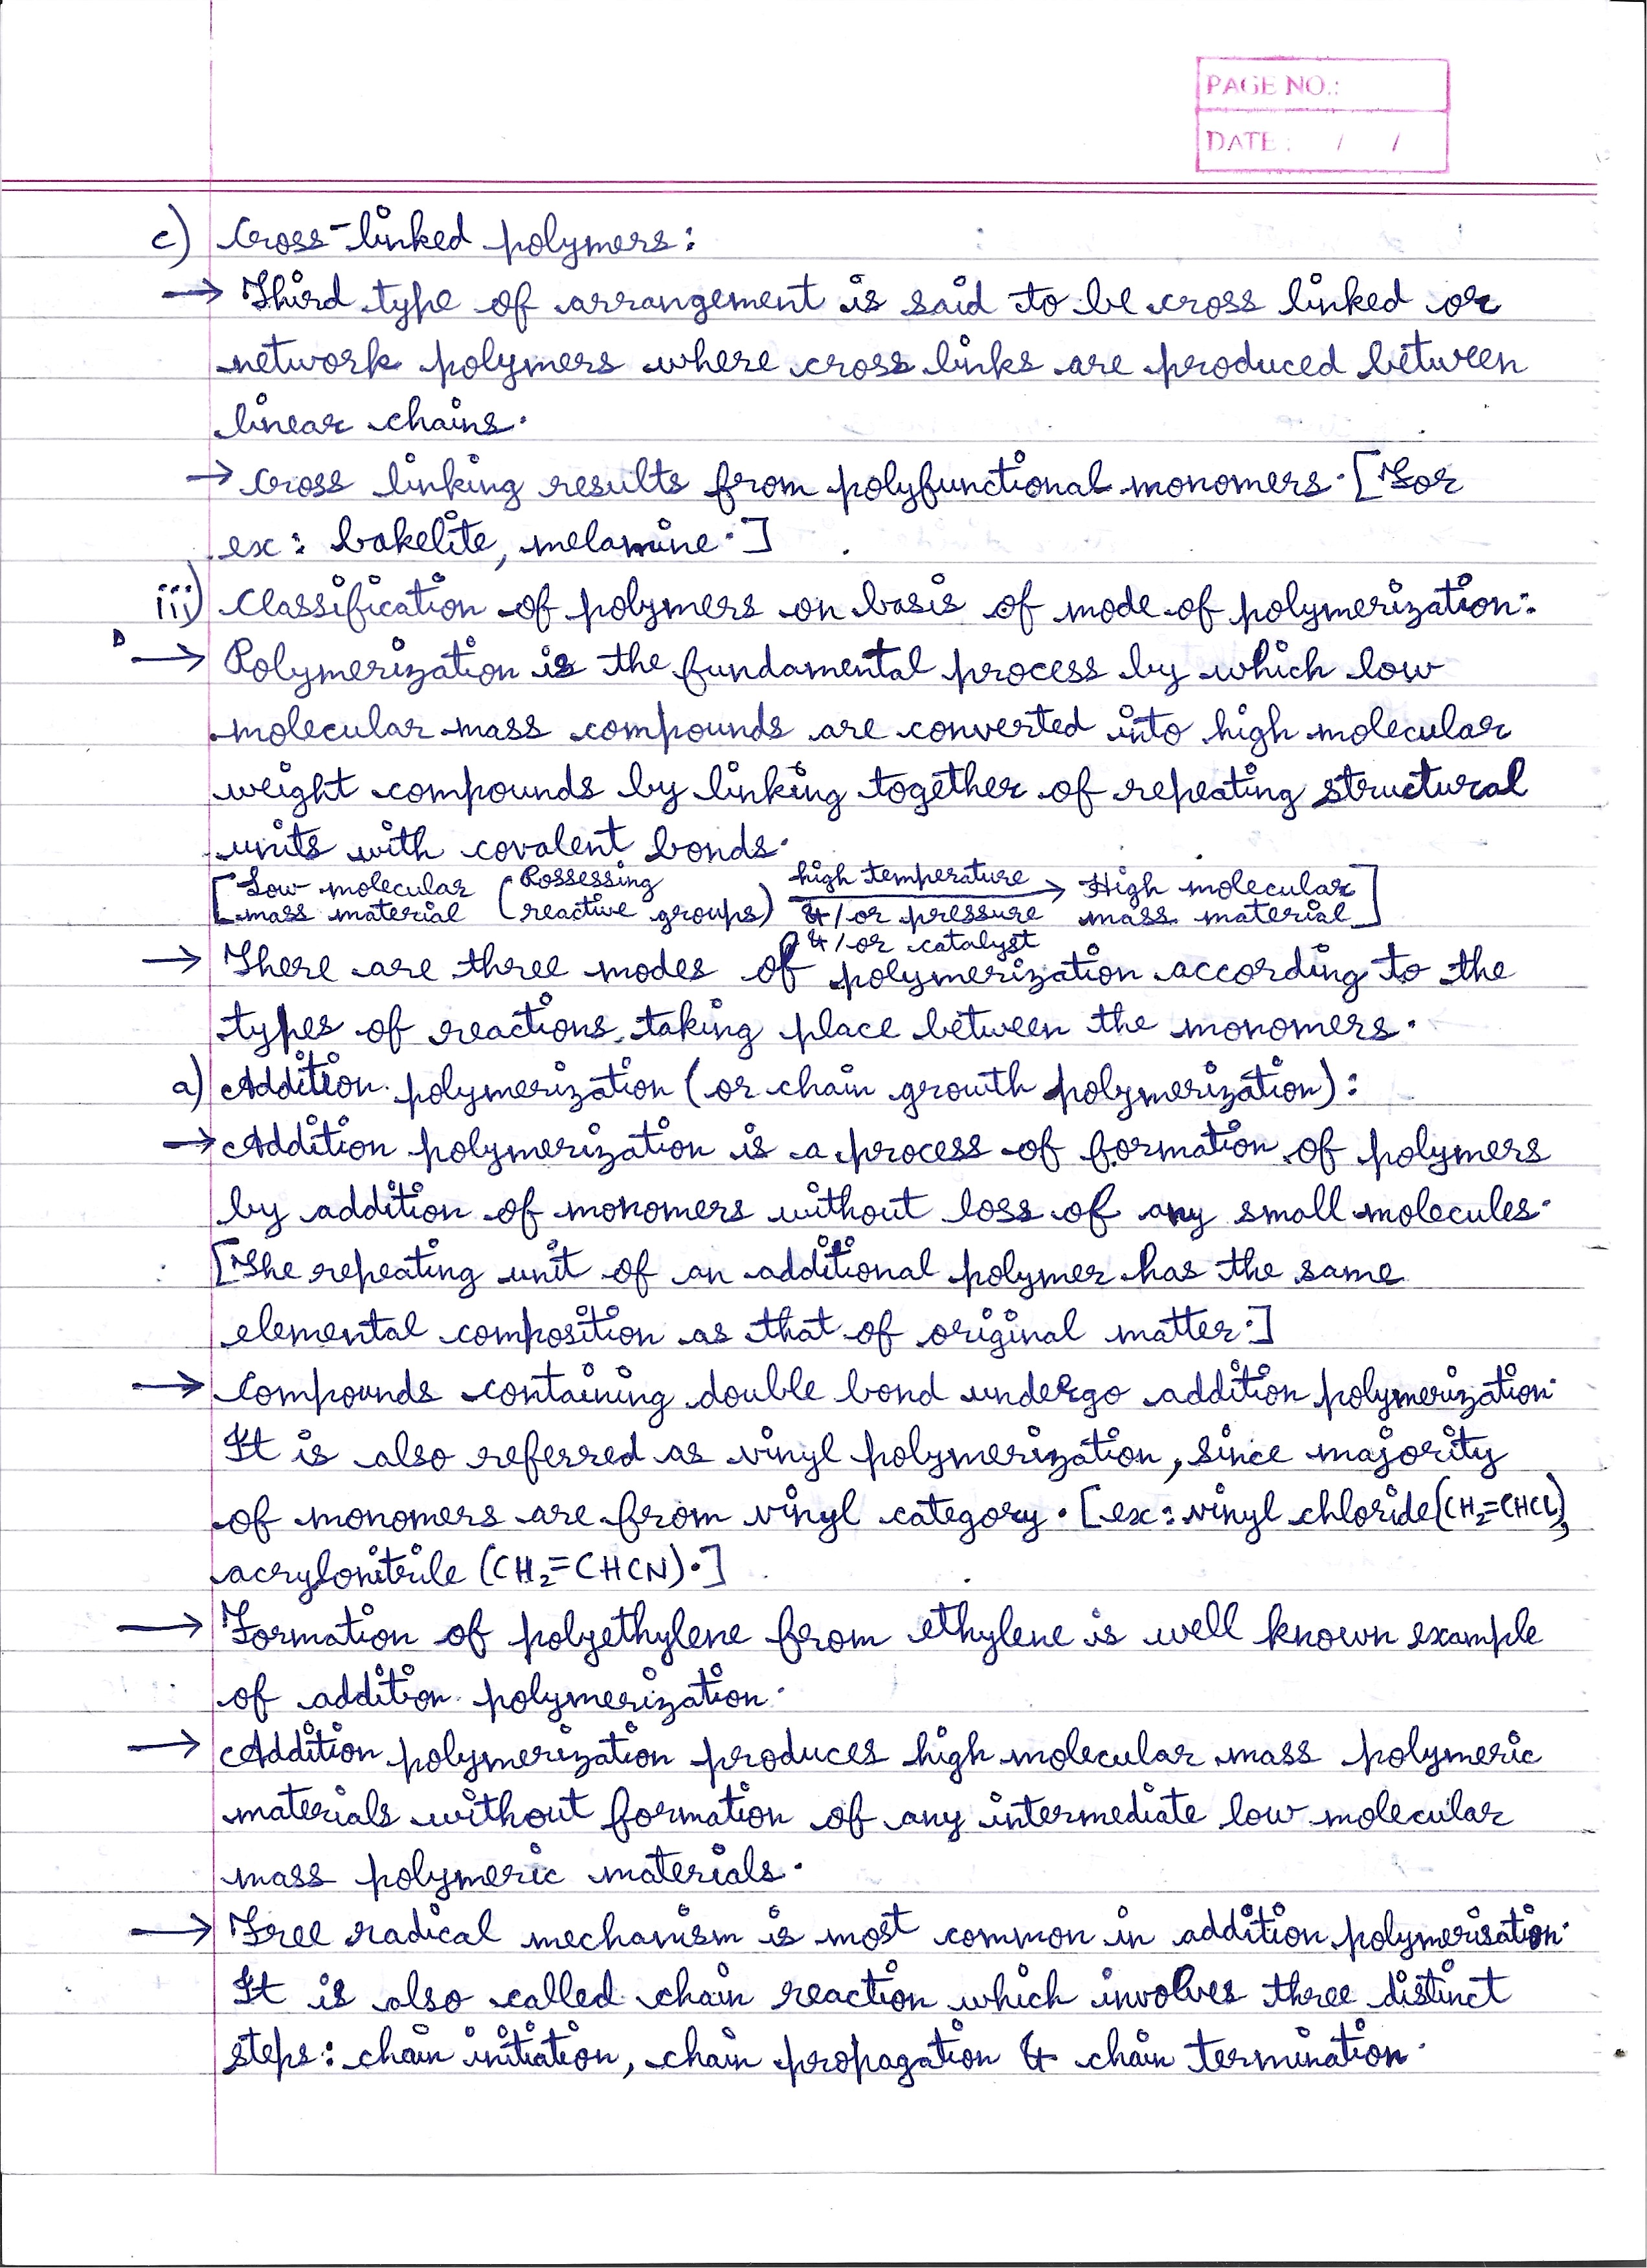 PAGE NO.:
DATE: / /
c) Cross-linked polymers:
→ Third type of arrangement is said to be cross linked or
network polymers where cross links are produced between
linear chains.
→ Cross linking results from polyfunctional monomers. [For
ex: bakelite, melamine.]
iii) Classification of polymers on basis of mode of polymerization:
→ Polymerization is the fundamental process by which low
molecular mass compounds are converted into high molecular
weight compounds by linking together of repeating structural
units with covalent bonds.
[Low molecular mass material (Possessing reactive groups) high temperature &/or pressure &/or catalyst → High molecular mass material]
→ There are three modes of polymerization according to the
types of reactions taking place between the monomers.
a) Addition polymerization (or chain growth polymerization):
→ Addition polymerization is a process of formation of polymers
by addition of monomers without loss of any small molecules.
[The repeating unit of an additional polymer has the same
elemental composition as that of original matter.]
→ Compounds containing double bond undergo addition polymerization.
It is also referred as vinyl polymerization, since majority
of monomers are from vinyl category. [ex: vinyl chloride (CH₂=CHCl),
acrylonitrile (CH₂=CHCN).]
→ Formation of polyethylene from ethylene is well known example
of addition polymerization.
→ Addition polymerization produces high molecular mass polymeric
materials without formation of any intermediate low molecular
mass polymeric materials.
→ Free radical mechanism is most common in addition polymerisation.
It is also called chain reaction which involves three distinct
steps: chain initiation, chain propagation & chain termination.